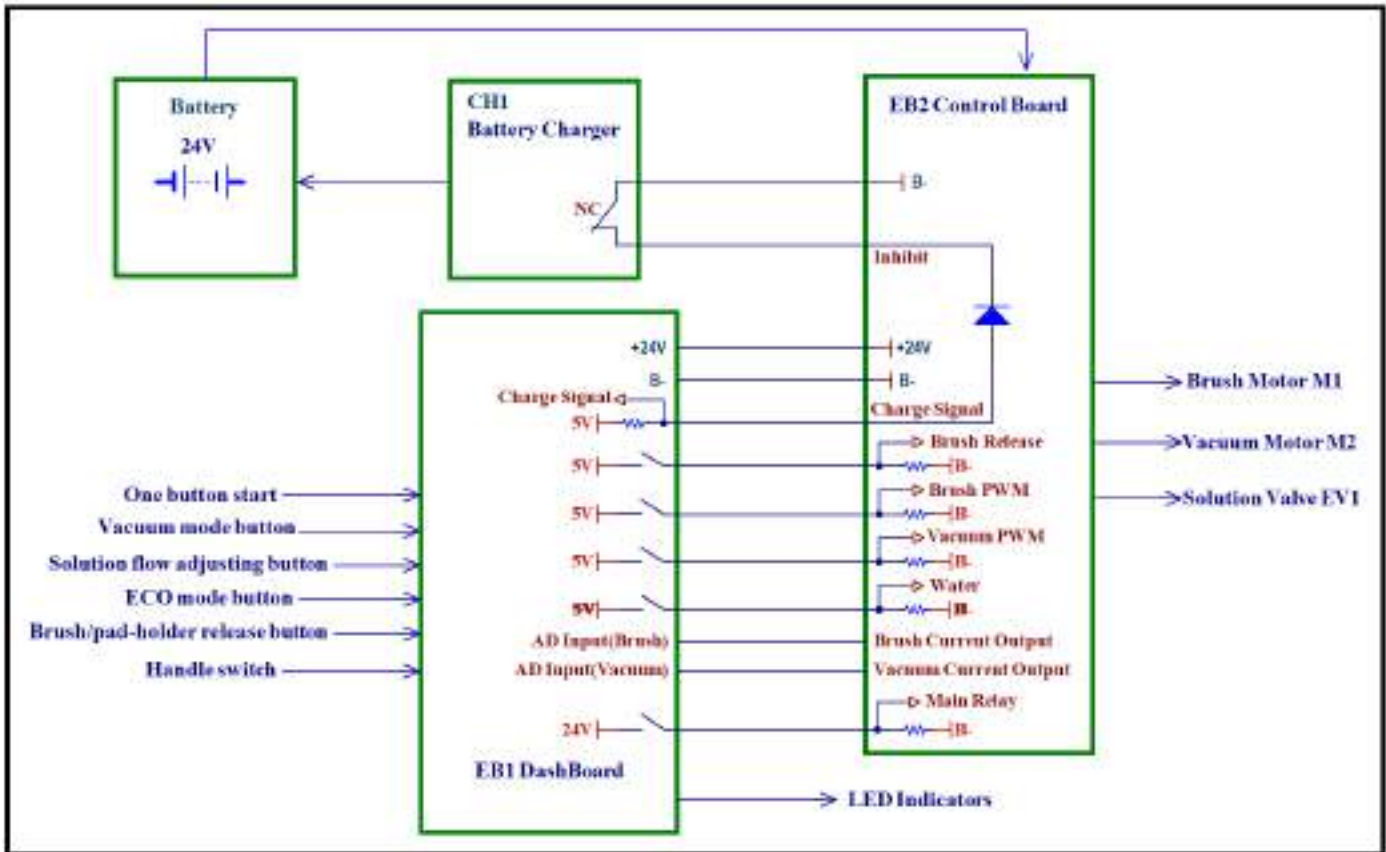 Battery
24V
CH1
Battery Charger
NC
EB2 Control Board
B-
Inhibit
+24V
+24V
B-
B-
Charge Signal
Charge Signal
5V
Brush Release
5V
B-
Brush PWM
5V
B-
Vacuum PWM
5V
B-
Water
5V
B-
AD Input(Brush)
Brush Current Output
AD Input(Vacuum)
Vacuum Current Output
Main Relay
24V
B-
EB1 DashBoard
One button start
Vacuum mode button
Solution flow adjusting button
ECO mode button
Brush/pad-holder release button
Handle switch
Brush Motor M1
Vacuum Motor M2
Solution Valve EV1
LED Indicators